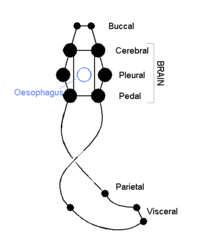 Buccal
Cerebral
Pleural
BRAIN
Oesophagus
Pedal
Parietal
Visceral